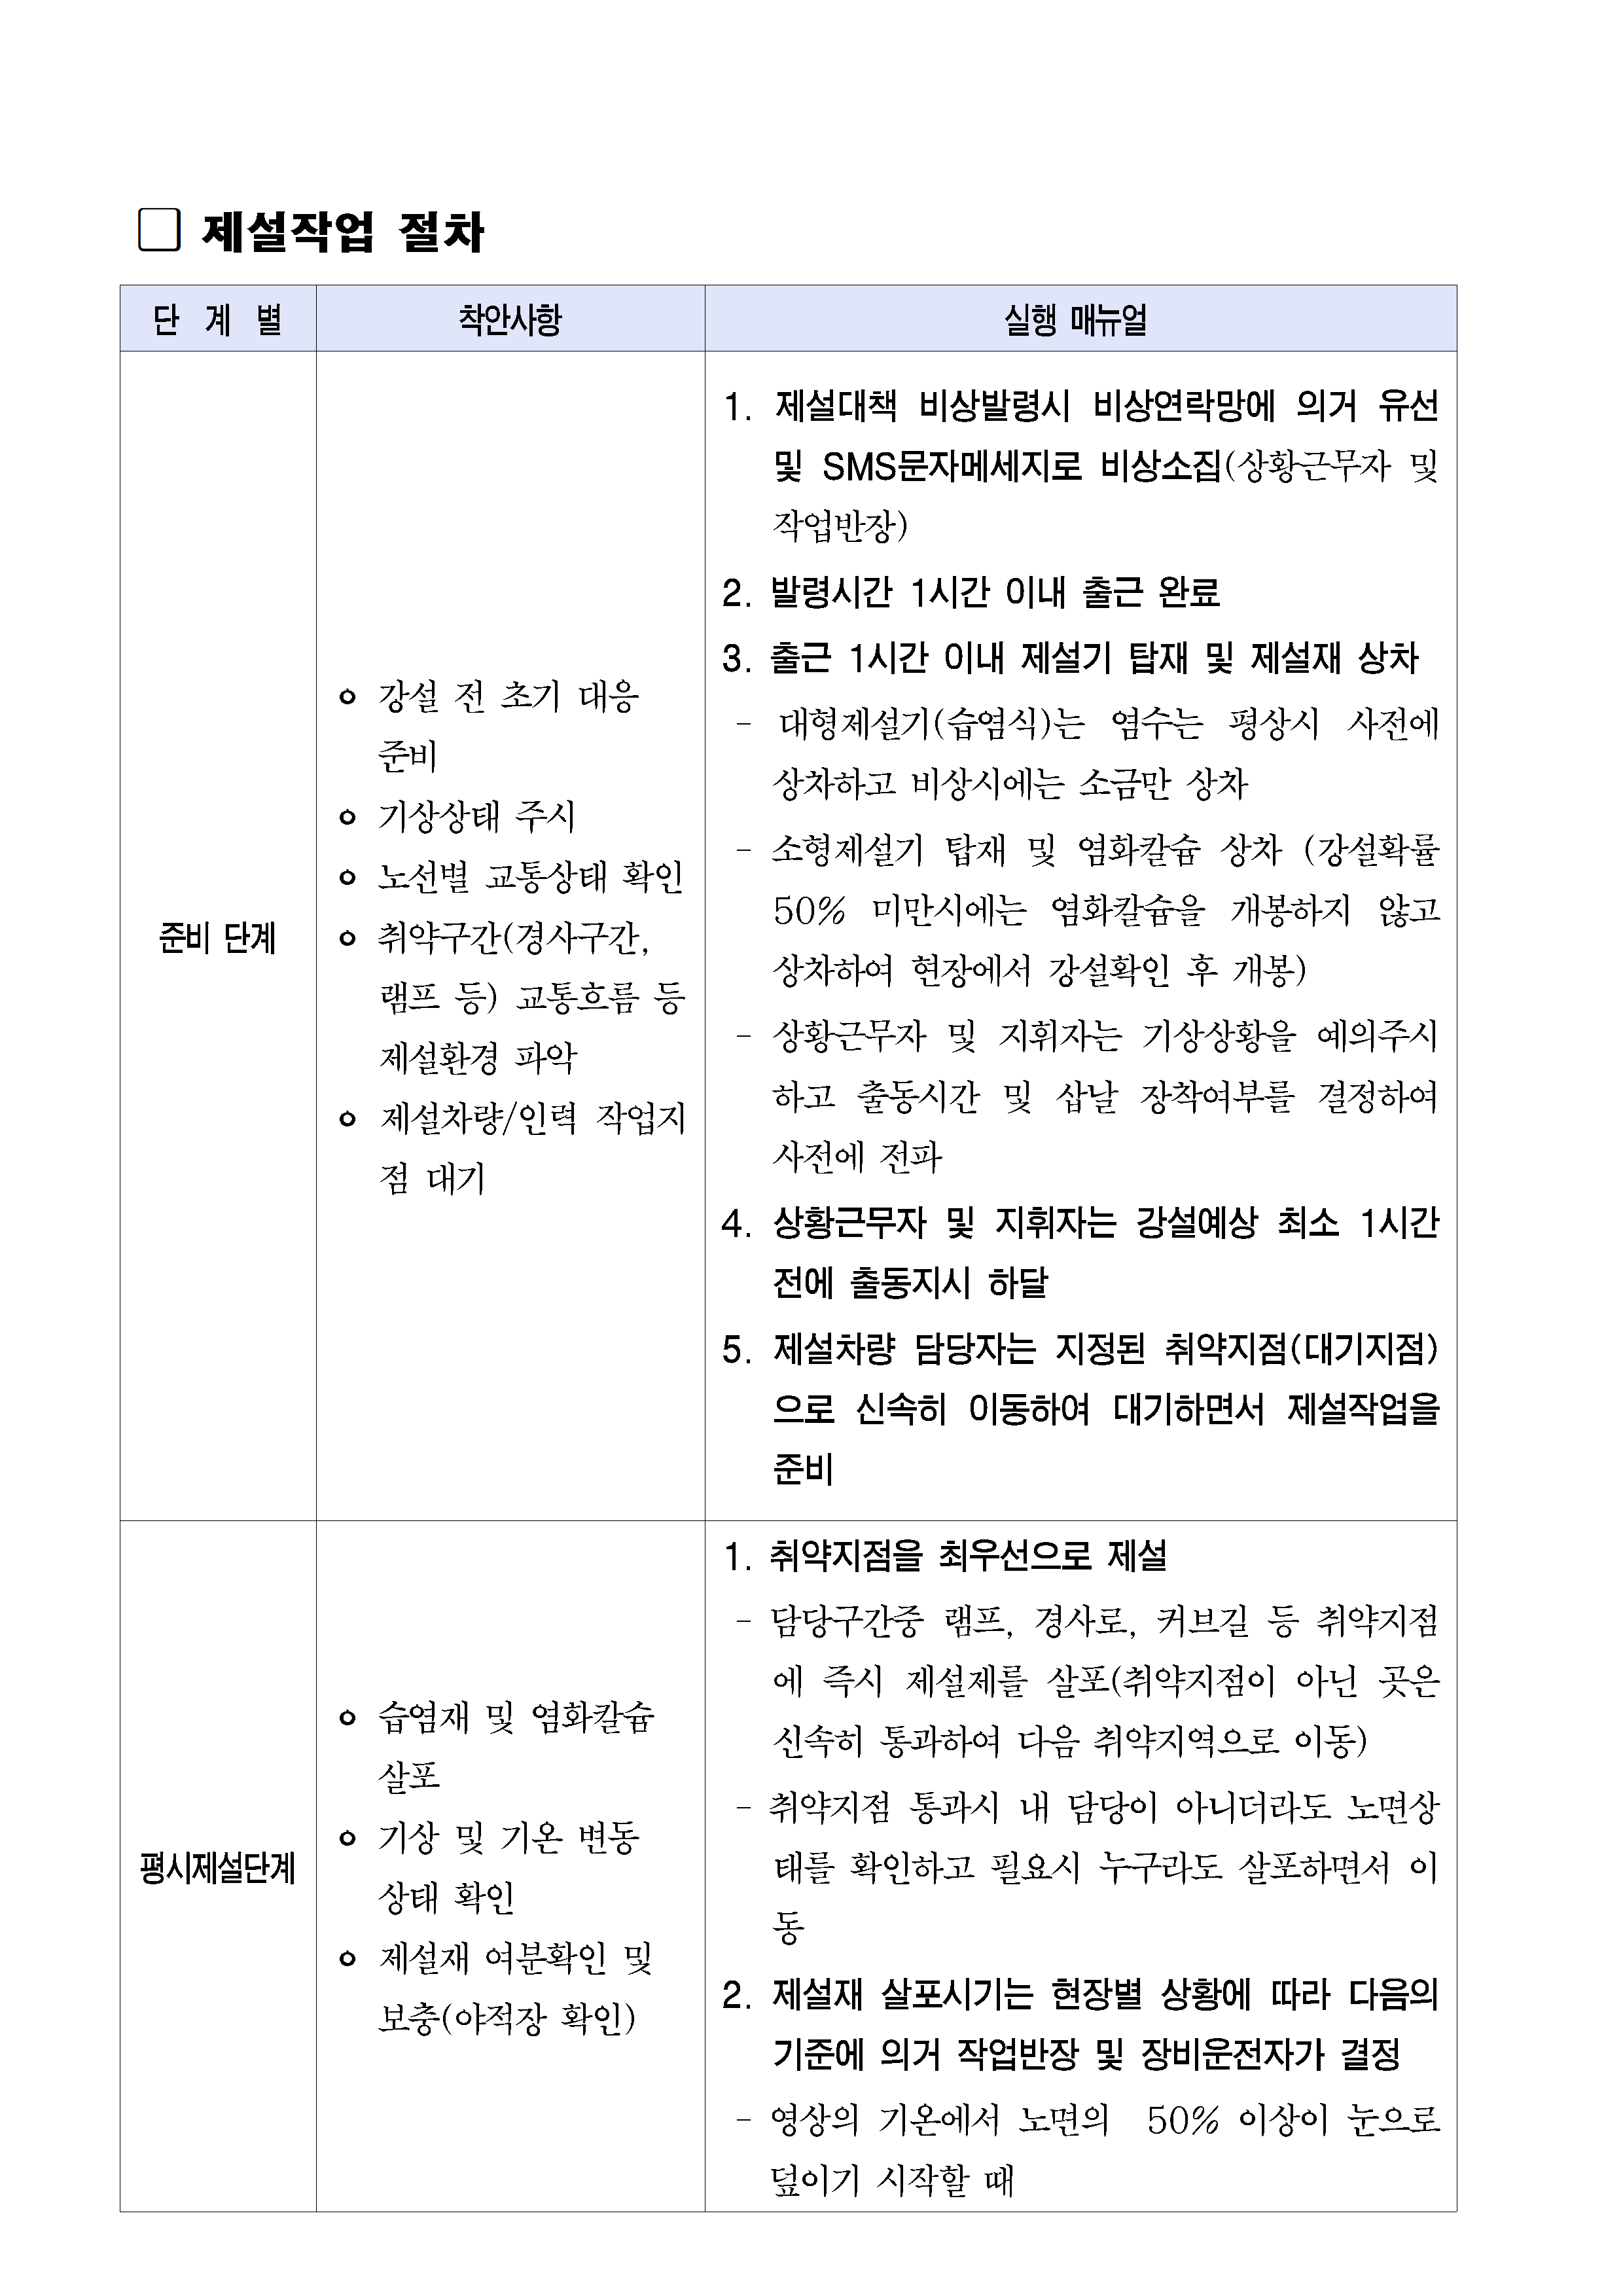 □ 제설작업 절차
단 계 별
착안사항
실행 매뉴얼
준비 단계
o 강설 전 초기 대응
준비
o 기상상태 주시
o 노선별 교통상태 확인
o 취약구간(경사구간,
램프 등) 교통흐름 등
제설환경 파악
o 제설차량/인력 작업지
점 대기
1. 제설대책 비상발령시 비상연락망에 의거 유선
및 SMS문자메세지로 비상소집(상황근무자 및
작업반장)
2. 발령시간 1시간 이내 출근 완료
3. 출근 1시간 이내 제설기 탑재 및 제설재 상차
- 대형제설기(습염식)는 염수는 평상시 사전에
상차하고 비상시에는 소금만 상차
- 소형제설기 탑재 및 염화칼슘 상차 (강설확률
50% 미만시에는 염화칼슘을 개봉하지 않고
상차하여 현장에서 강설확인 후 개봉)
- 상황근무자 및 지휘자는 기상상황을 예의주시
하고 출동시간 및 삽날 장착여부를 결정하여
사전에 전파
4. 상황근무자 및 지휘자는 강설예상 최소 1시간
전에 출동지시 하달
5. 제설차량 담당자는 지정된 취약지점(대기지점)
으로 신속히 이동하여 대기하면서 제설작업을
준비
평시제설단계
o 습염재 및 염화칼슘
살포
o 기상 및 기온 변동
상태 확인
o 제설재 여분확인 및
보충(야적장 확인)
1. 취약지점을 최우선으로 제설
- 담당구간중 램프, 경사로, 커브길 등 취약지점
에 즉시 제설제를 살포(취약지점이 아닌 곳은
신속히 통과하여 다음 취약지역으로 이동)
- 취약지점 통과시 내 담당이 아니더라도 노면상
태를 확인하고 필요시 누구라도 살포하면서 이
동
2. 제설재 살포시기는 현장별 상황에 따라 다음의
기준에 의거 작업반장 및 장비운전자가 결정
- 영상의 기온에서 노면의 50% 이상이 눈으로
덮이기 시작할 때